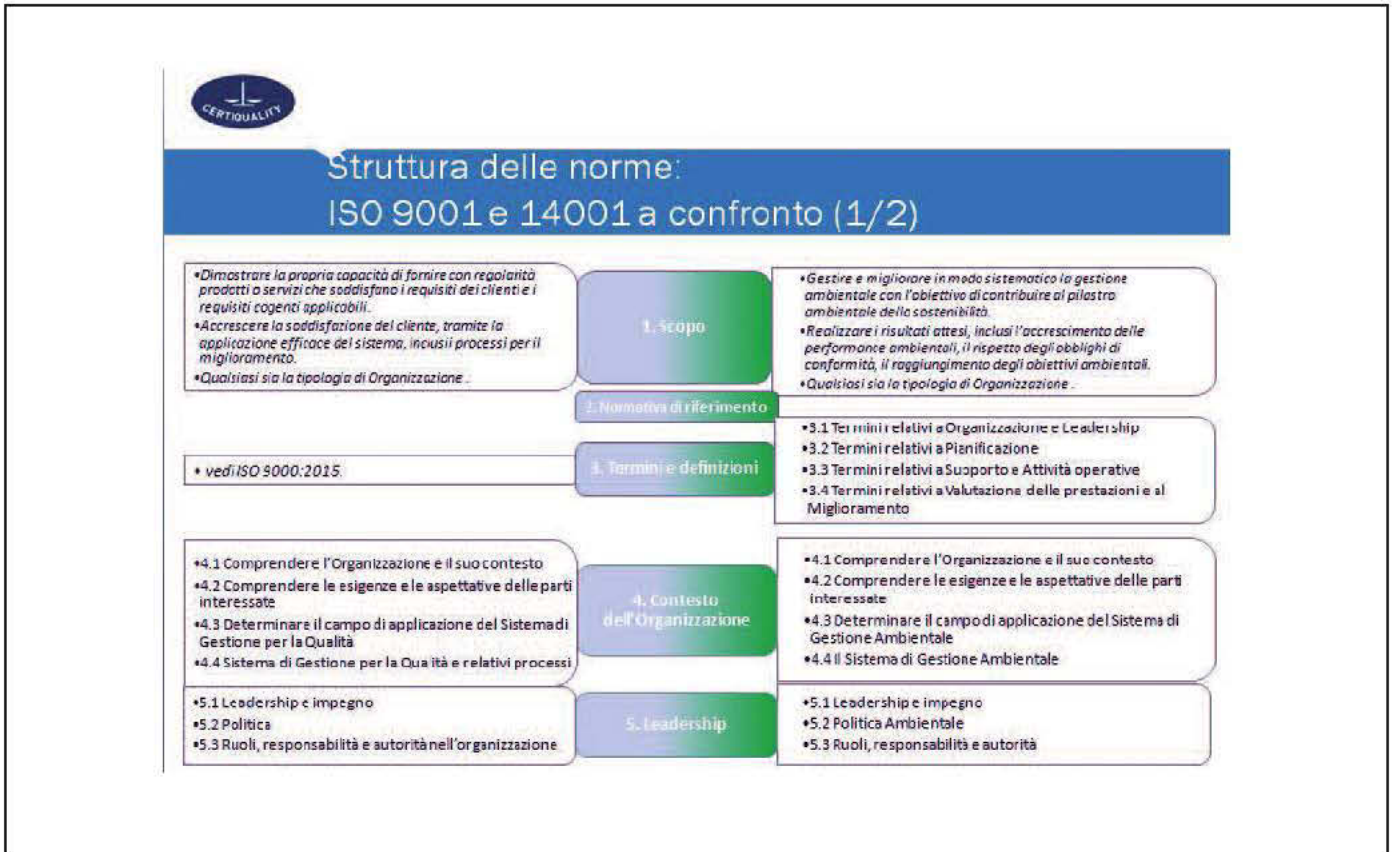 CERTIQUALITY
Struttura delle norme:
ISO 9001 e 14001 a confronto (1/2)
•Dimostrare la propria capacità di fornire con regolarità
prodotti o servizi che soddisfano i requisiti dei clienti e i
requisiti cogenti applicabili.
•Accrescere la soddisfazione del cliente, tramite la
applicazione efficace del sistema, inclusi i processi per il
miglioramento.
•Qualsiasi sia la tipologia di Organizzazione .
1. Scopo
•Gestire e migliorare in modo sistematico la gestione
ambientale con l'obiettivo di contribuire al pilastro
ambientale della sostenibilità.
•Realizzare i risultati attesi, inclusi l'accrescimento delle
performance ambientali, il rispetto degli obblighi di
conformità, il raggiungimento degli obiettivi ambientali.
•Qualsiasi sia la tipologia di Organizzazione .
2. Normativa di riferimento
• vedi ISO 9000:2015.
3. Termini e definizioni
•3.1 Termini relativi a Organizzazione e Leadership
•3.2 Termini relativi a Pianificazione
•3.3 Termini relativi a Supporto e Attività operative
•3.4 Termini relativi a Valutazione delle prestazioni e al
Miglioramento
•4.1 Comprendere l'Organizzazione e il suo contesto
•4.2 Comprendere le esigenze e le aspettative delle parti
interessate
•4.3 Determinare il campo di applicazione del Sistema di
Gestione per la Qualità
•4.4 Sistema di Gestione per la Qualità e relativi processi
4. Contesto
dell'Organizzazione
•4.1 Comprendere l'Organizzazione e il suo contesto
•4.2 Comprendere le esigenze e le aspettative delle parti
interessate
•4.3 Determinare il campo di applicazione del Sistema di
Gestione Ambientale
•4.4 Il Sistema di Gestione Ambientale
•5.1 Leadership e impegno
•5.2 Politica
•5.3 Ruoli, responsabilità e autorità nell'organizzazione
5. Leadership
•5.1 Leadership e impegno
•5.2 Politica Ambientale
•5.3 Ruoli, responsabilità e autorità